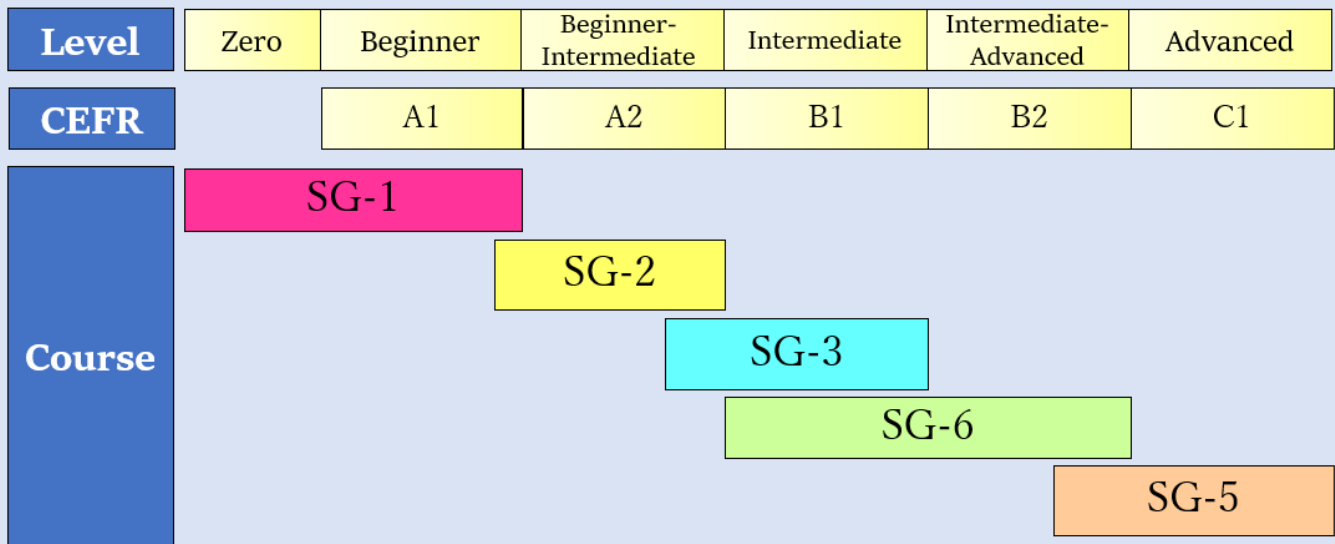 Level
Zero
Beginner
Beginner-
Intermediate
Intermediate
Intermediate-
Advanced
Advanced
CEFR
A1
A2
B1
B2
C1
Course
SG-1
SG-2
SG-3
SG-6
SG-5